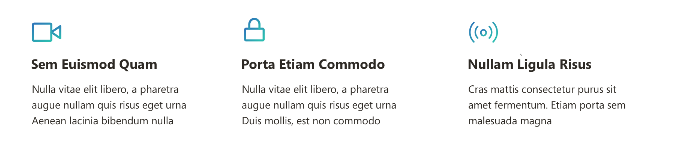 Sem Euismod Quam
Nulla vitae elit libero, a pharetra
augue nullam quis risus eget urna
Aenean lacinia bibendum nulla
Porta Etiam Commodo
Nulla vitae elit libero, a pharetra
augue nullam quis risus eget urna
Duis mollis, est non commodo
Nullam Ligula Risus
Cras mattis consectetur purus sit
amet fermentum. Etiam porta sem
malesuada magna